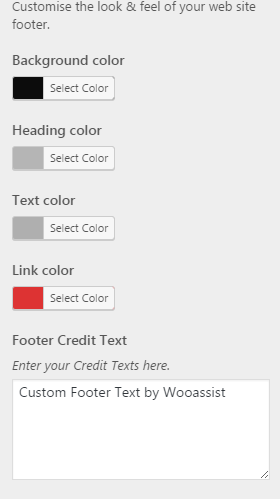 Customise the look & feel of your web site
footer.
Background color
Select Color
Heading color
Select Color
Text color
Select Color
Link color
Select Color
Footer Credit Text
Enter your Credit Texts here.
Custom Footer Text by Wooassist